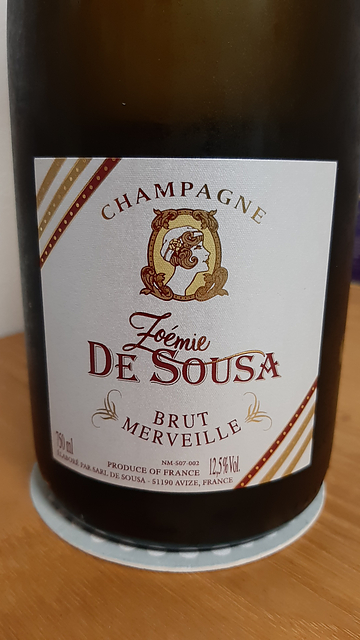 CHAMPAGNE
Zoémie
DE SOUSA
BRUT
MERVEILLE
750 ml
NM-507-002
PRODUCE OF FRANCE
12,5% Vol.
ELABORÉ PAR SARL DE SOUSA - 51190 AVIZE, FRANCE